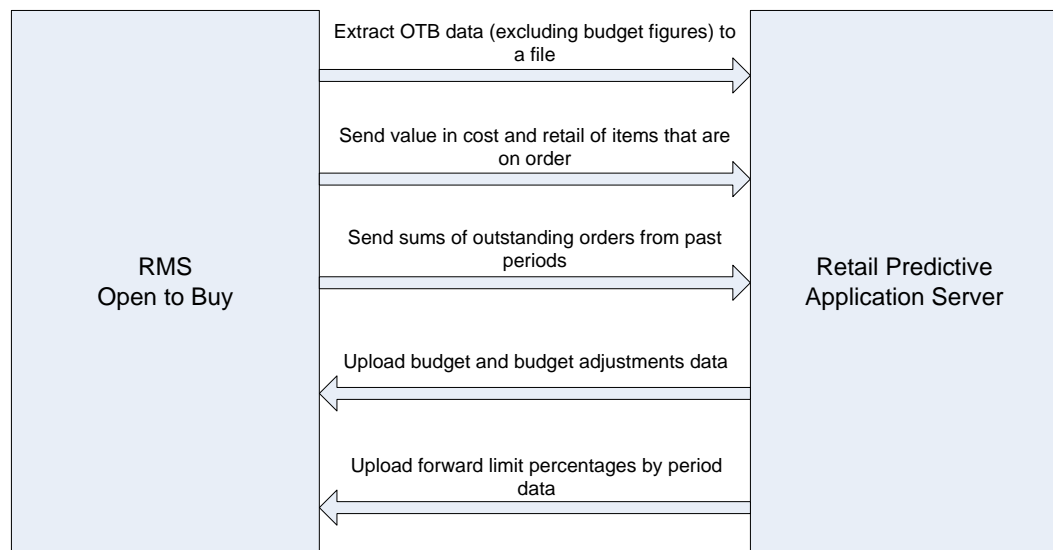 Extract OTB data (excluding budget figures) to
a file
Send value in cost and retail of items that are
on order
Send sums of outstanding orders from past
periods
RMS
Open to Buy
Retail Predictive
Application Server
Upload budget and budget adjustments data
Upload forward limit percentages by period
data